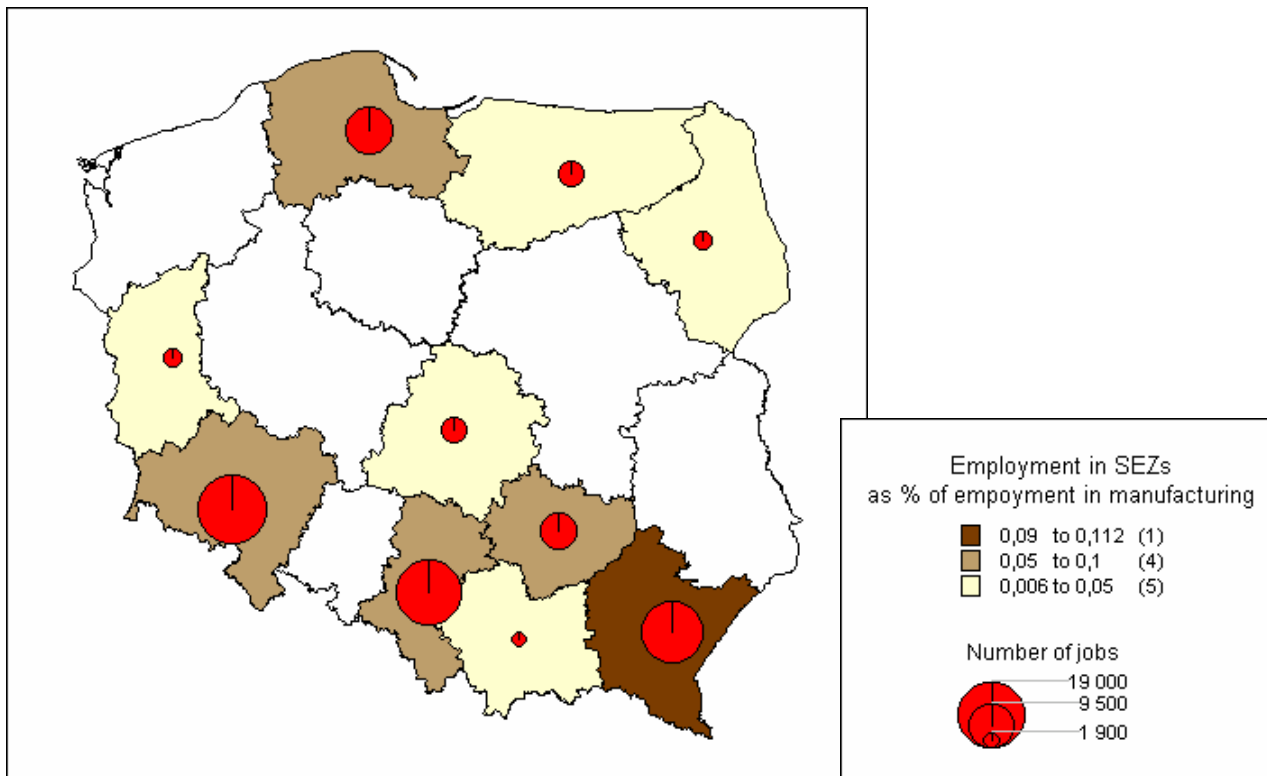 Employment in SEZs
as % of empoyment in manufacturing
0,09 to 0,112 (1)
0,05 to 0,1 (4)
0,006 to 0,05 (5)
Number of jobs
19 000
9 500
1 900